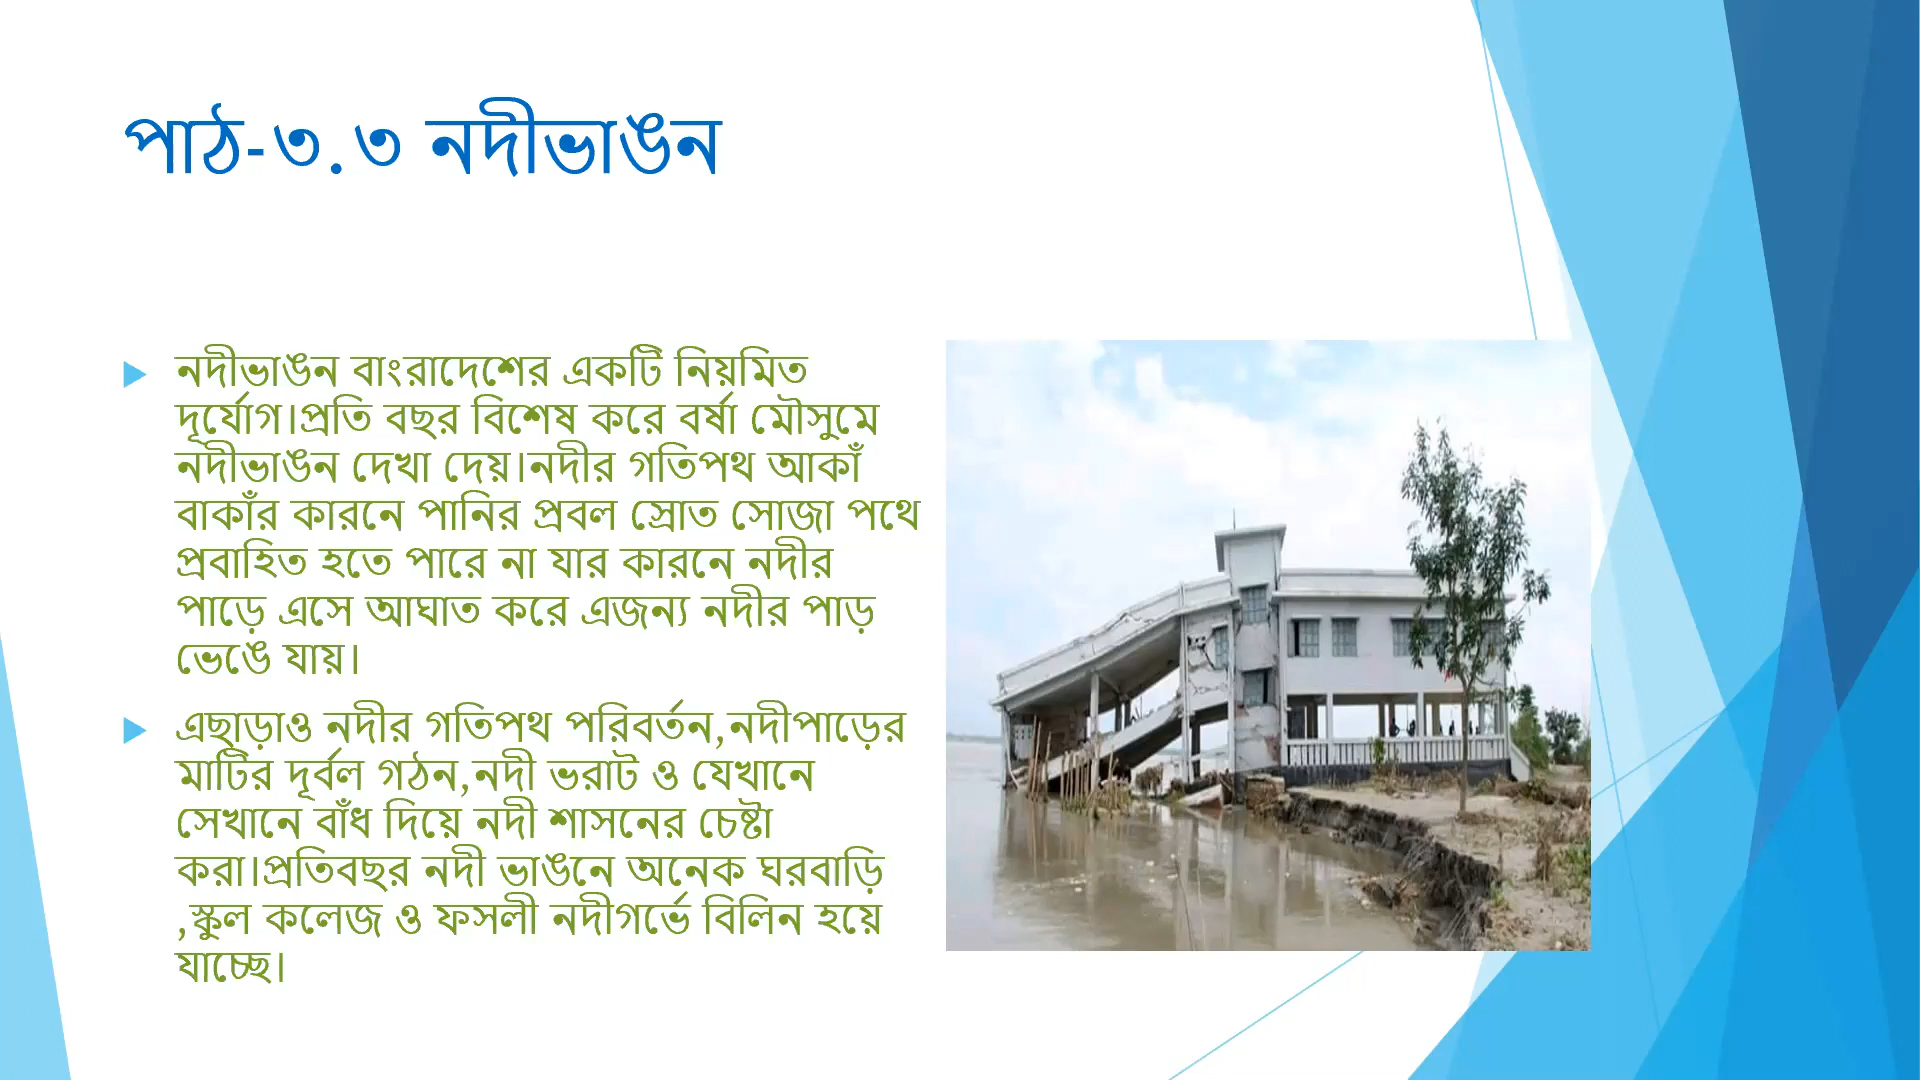 পাঠ-৩.৩ নদীভাঙন
নদীভাঙন বাংরাদেশের একটি নিয়মিত
দূর্যোগ।প্রতি বছর বিশেষ করে বর্ষা মৌসুমে
নদীভাঙন দেখা দেয়।নদীর গতিপথ আকাঁ
বাকাঁর কারনে পানির প্রবল স্রোত সোজা পথে
প্রবাহিত হতে পারে না যার কারনে নদীর
পাড়ে এসে আঘাত করে এজন্য নদীর পাড়
ভেঙে যায়।
এছাড়াও নদীর গতিপথ পরিবর্তন,নদীপাড়ের
মাটির দূর্বল গঠন,নদী ভরাট ও যেখানে
সেখানে বাঁধ দিয়ে নদী শাসনের চেষ্টা
করা।প্রতিবছর নদী ভাঙনে অনেক ঘরবাড়ি
,স্কুল কলেজ ও ফসলী নদীগর্ভে বিলিন হয়ে
যাচ্ছে।